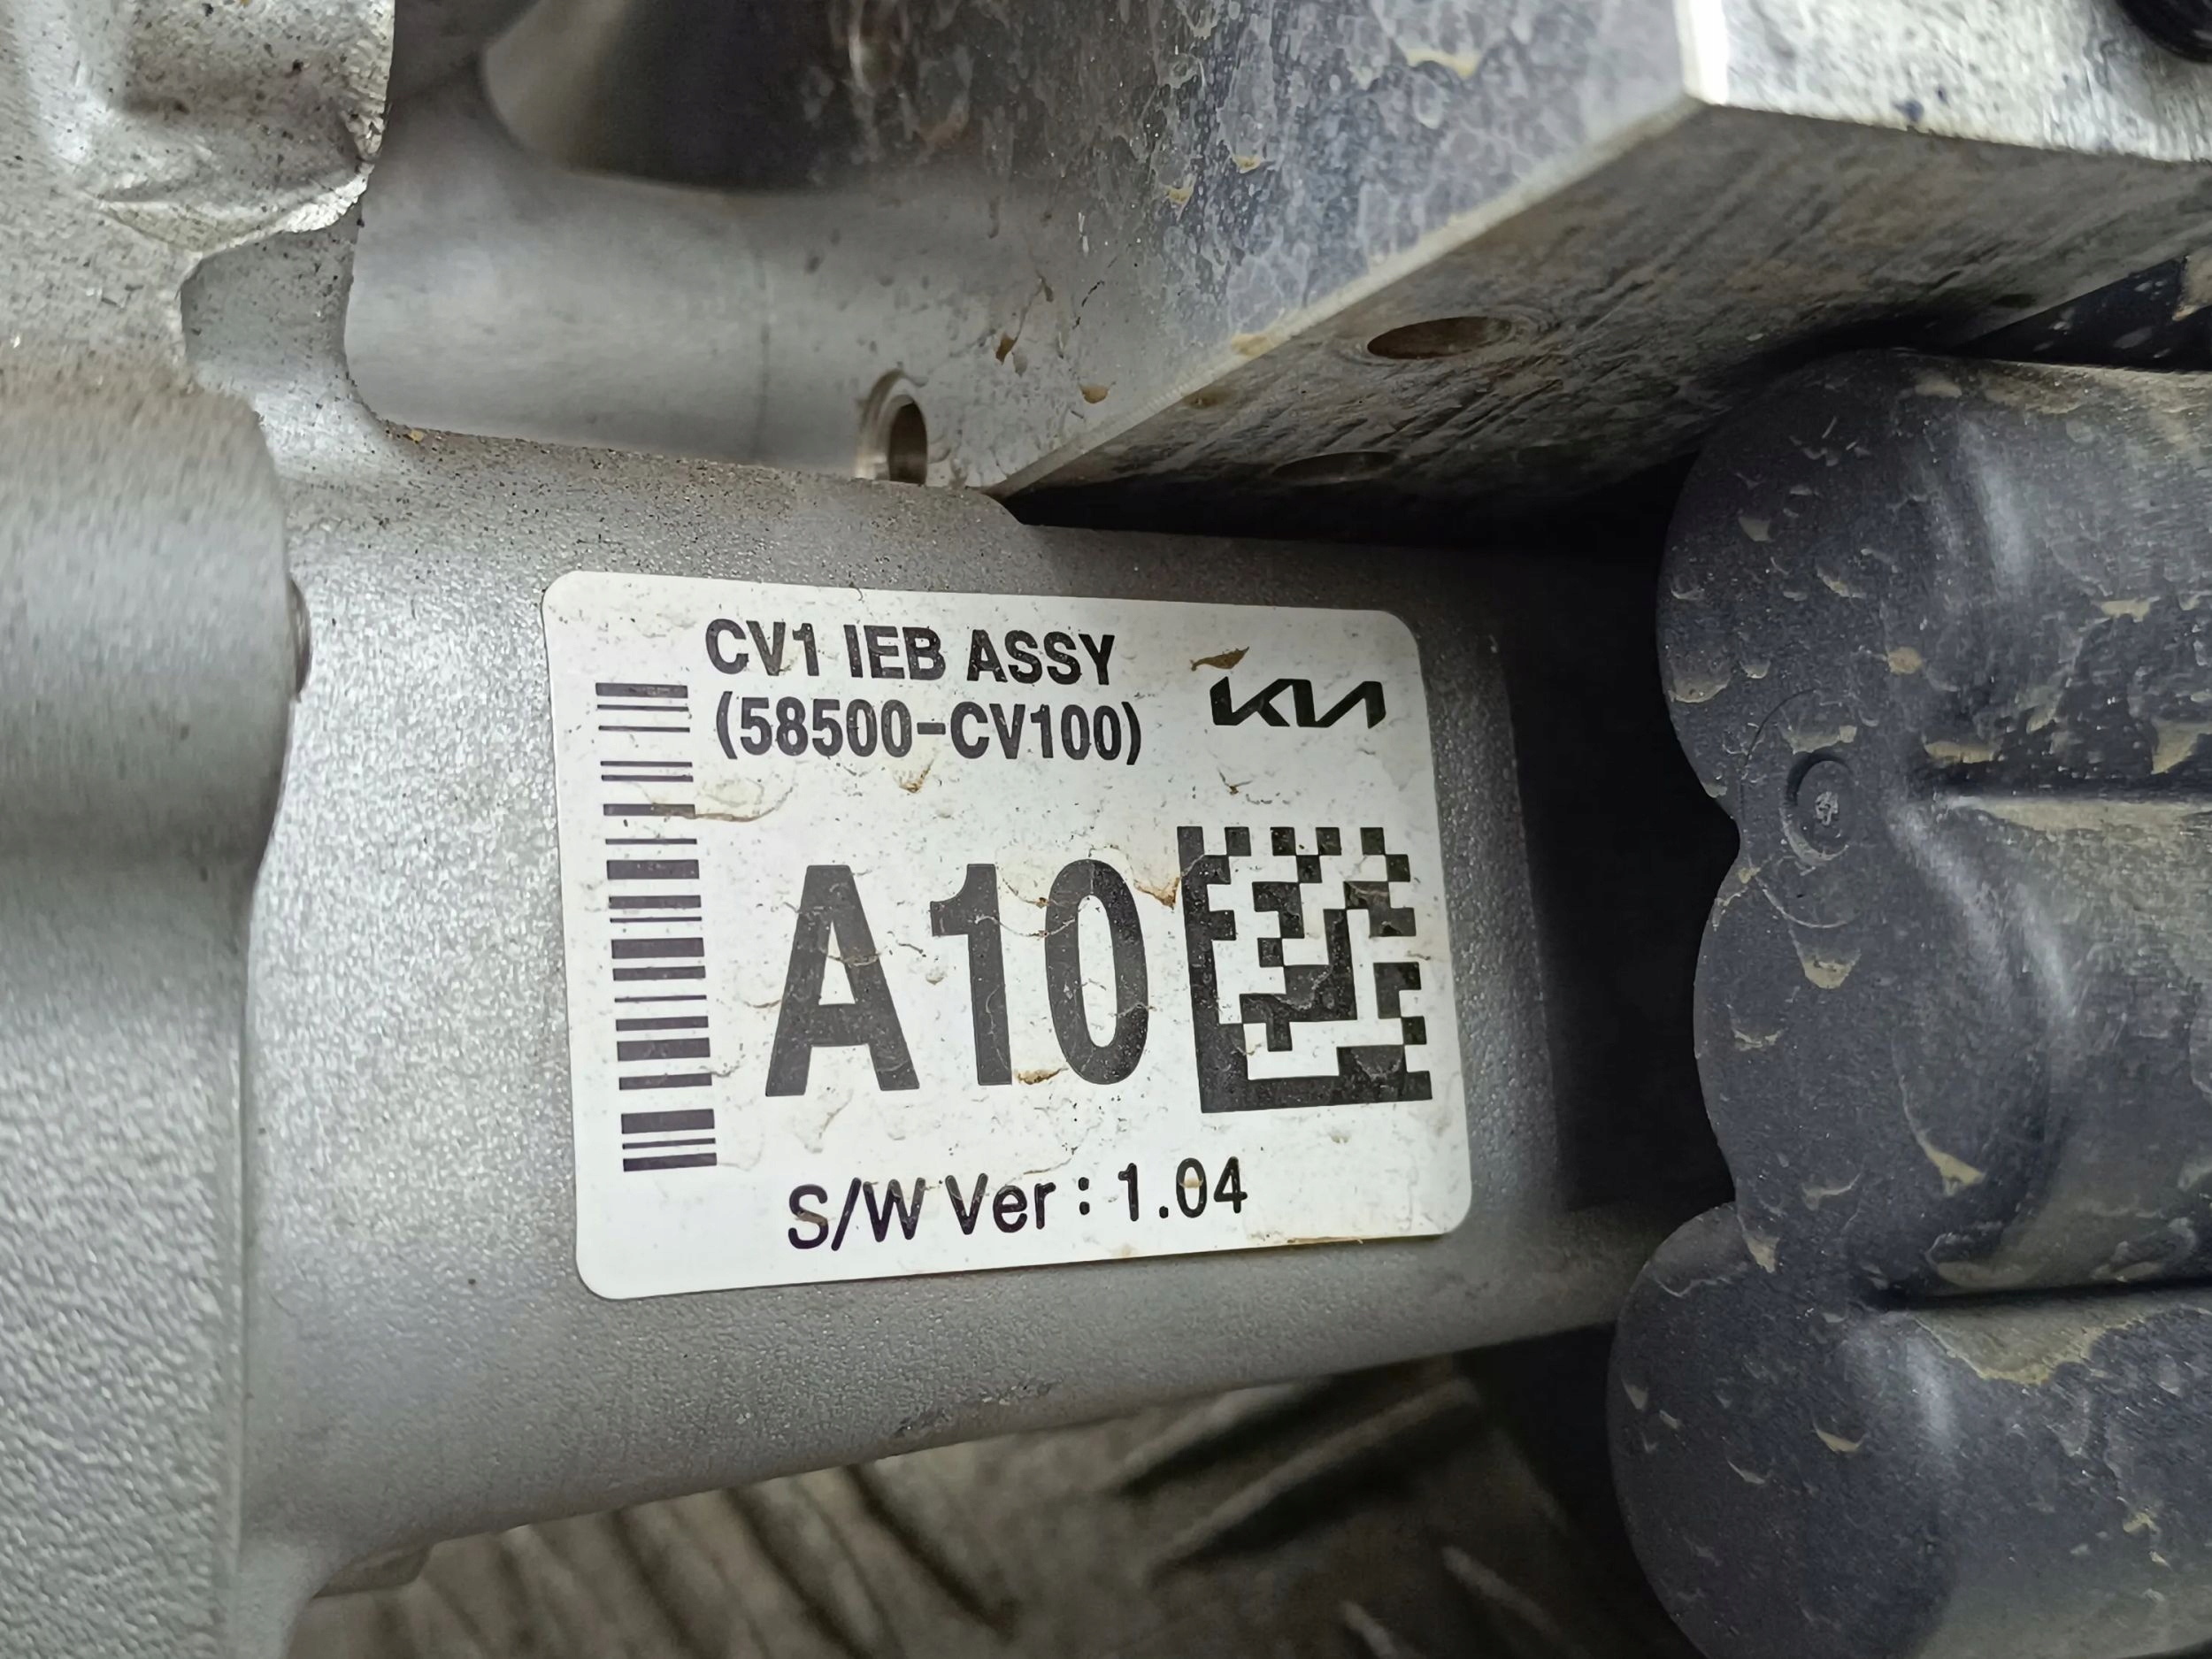 CV1 IEB ASSY
(58500-CV100)
KIA
A10
S/W Ver : 1.04